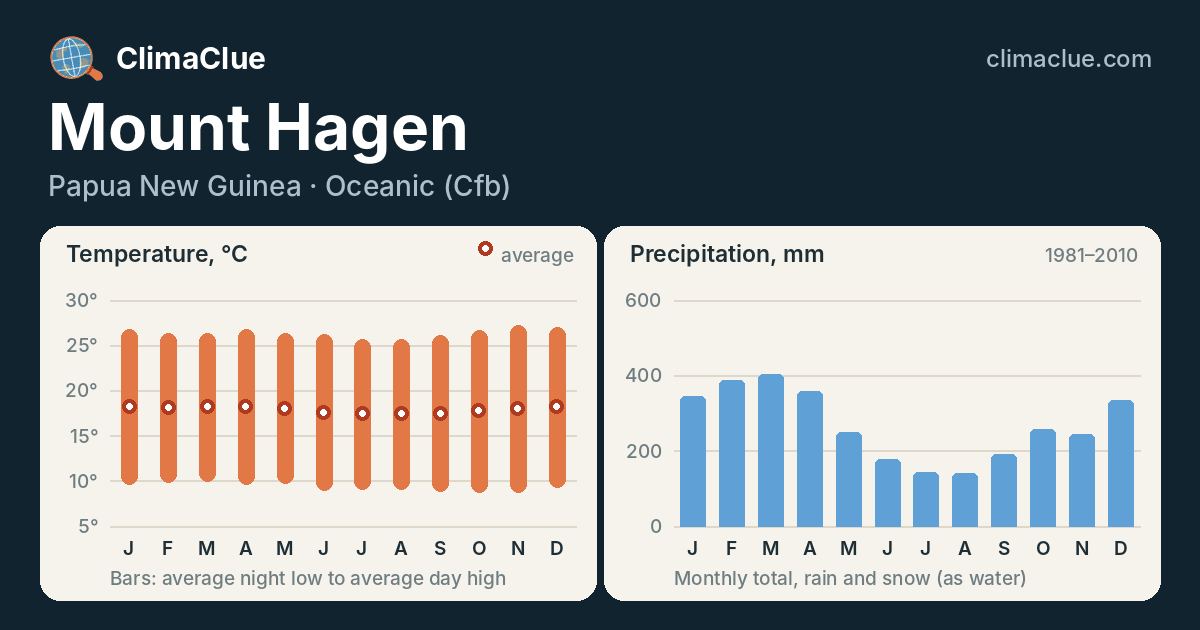 ClimaClue
climaclue.com
Mount Hagen
Papua New Guinea · Oceanic (Cfb)
Temperature, °C
average
30°
25°
20°
15°
10°
5°
J F M A M J J A S O N D
Bars: average night low to average day high
Precipitation, mm
1981–2010
600
400
200
0
J F M A M J J A S O N D
Monthly total, rain and snow (as water)